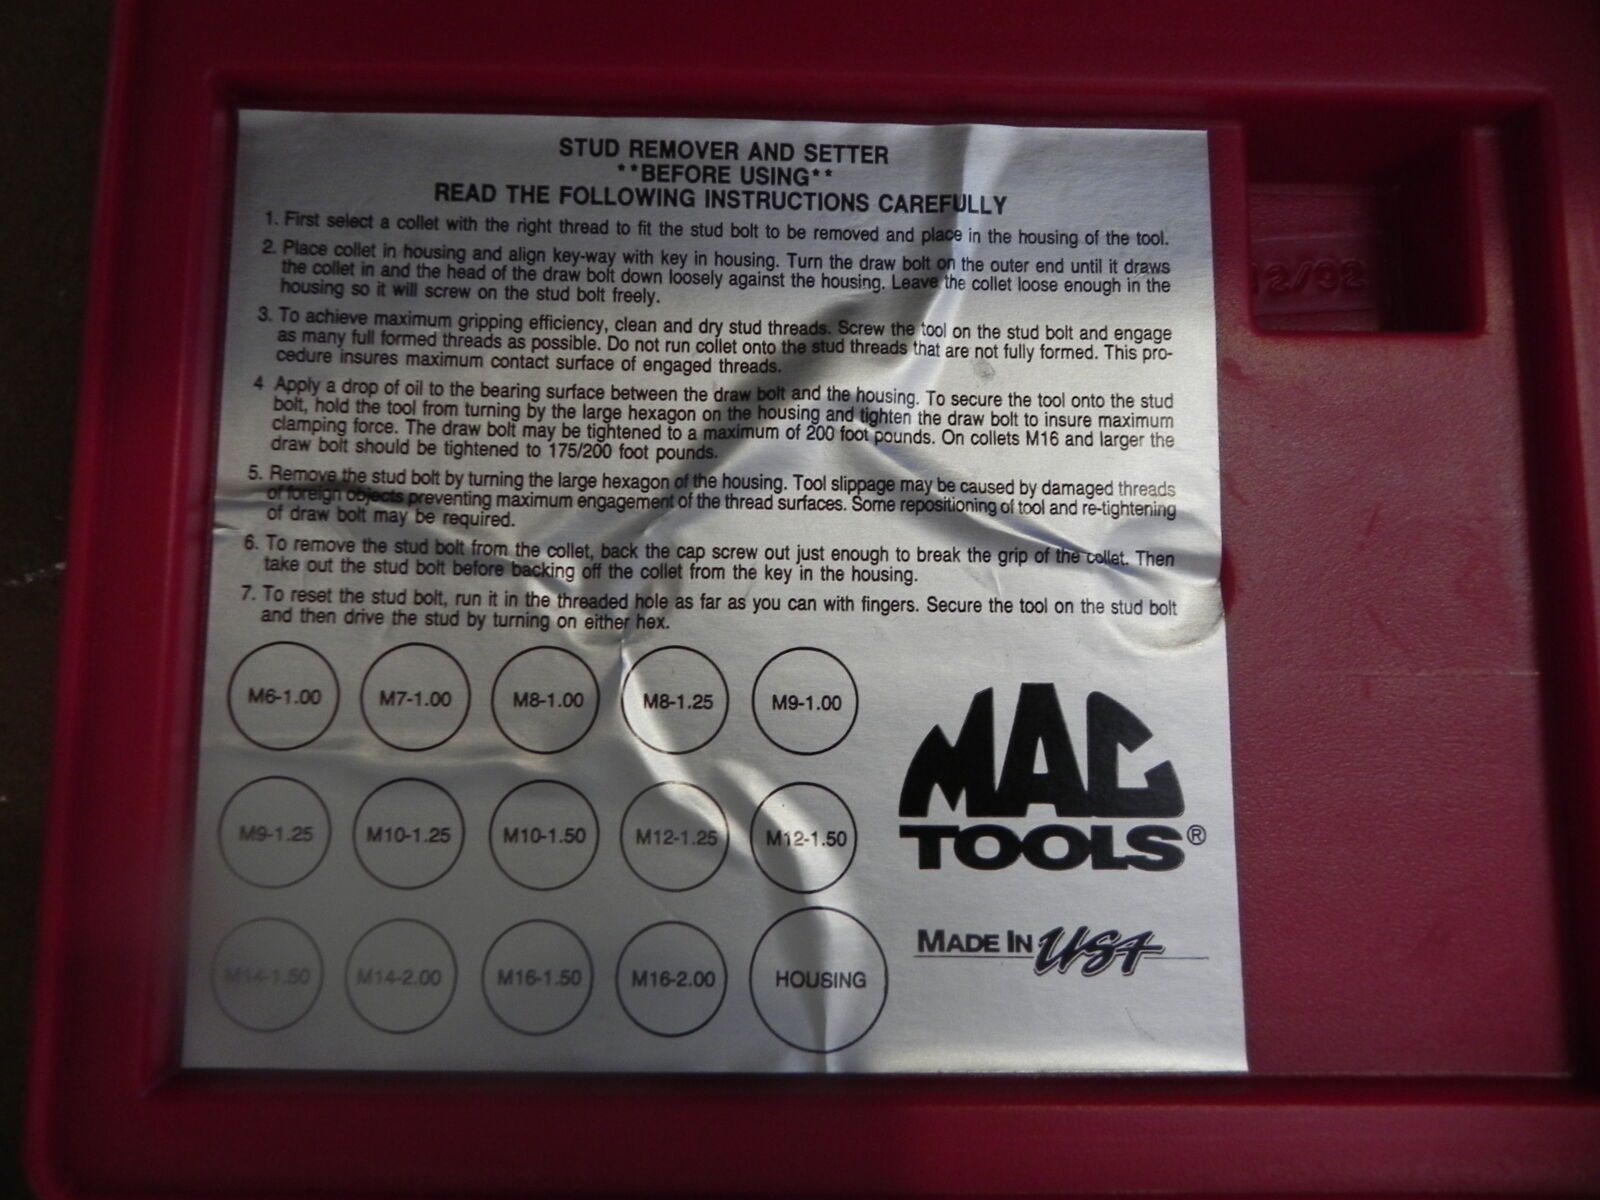 STUD REMOVER AND SETTER
**BEFORE USING**
READ THE FOLLOWING INSTRUCTIONS CAREFULLY
1. First select a collet with the right thread to fit the stud bolt to be removed and place in the housing of the tool.
2. Place collet in housing and align key-way with key in housing. Turn the draw bolt on the outer end until it draws
the collet in and the head of the draw bolt down loosely against the housing. Leave the collet loose enough in the
housing so it will screw on the stud bolt freely.
3. To achieve maximum gripping efficiency, clean and dry stud threads. Screw the tool on the stud bolt and engage
as many full formed threads as possible. Do not run collet onto the stud threads that are not fully formed. This pro-
cedure insures maximum contact surface of engaged threads.
4 Apply a drop of oil to the bearing surface between the draw bolt and the housing. To secure the tool onto the stud
bolt, hold the tool from turning by the large hexagon on the housing and tighten the draw bolt to insure maximum
clamping force. The draw bolt may be tightened to a maximum of 200 foot pounds. On collets M16 and larger the
draw bolt should be tightened to 175/200 foot pounds.
5. Remove the stud bolt by turning the large hexagon of the housing. Tool slippage may be caused by damaged threads
of foreign objects preventing maximum engagement of the thread surfaces. Some repositioning of tool and re-tightening
of draw bolt may be required.
6. To remove the stud bolt from the collet, back the cap screw out just enough to break the grip of the collet. Then
take out the stud bolt before backing off the collet from the key in the housing.
7. To reset the stud bolt, run it in the threaded hole as far as you can with fingers. Secure the tool on the stud bolt
and then drive the stud by turning on either hex.
M6-1.00 M7-1.00 M8-1.00 M8-1.25 M9-1.00
M9-1.25 M10-1.25 M10-1.50 M12-1.25 M12-1.50
M14-1.50 M14-2.00 M16-1.50 M16-2.00 HOUSING
MAC
TOOLS®
MADE IN USA